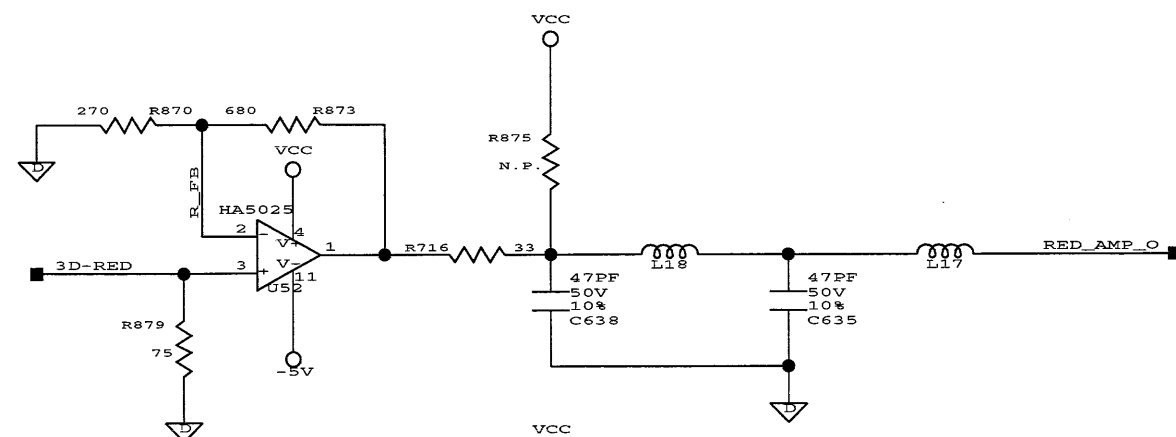 VCC
270 R870 680 R873
VCC
R875
N.P.
R_FB
HA5025
2 - V+ 4
1
R716 33
RED_AMP_O
3D-RED
3 + V- 11
U52
L18
L17
47PF
50V
10%
C638
47PF
50V
10%
C635
R879
75
-5V
D
D
D
VCC